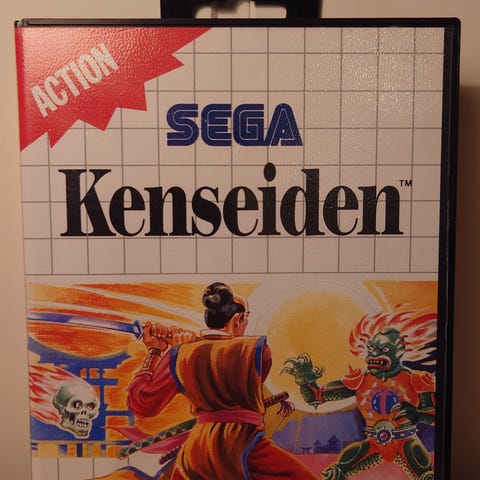 ACTION
SEGA
Kenseiden™